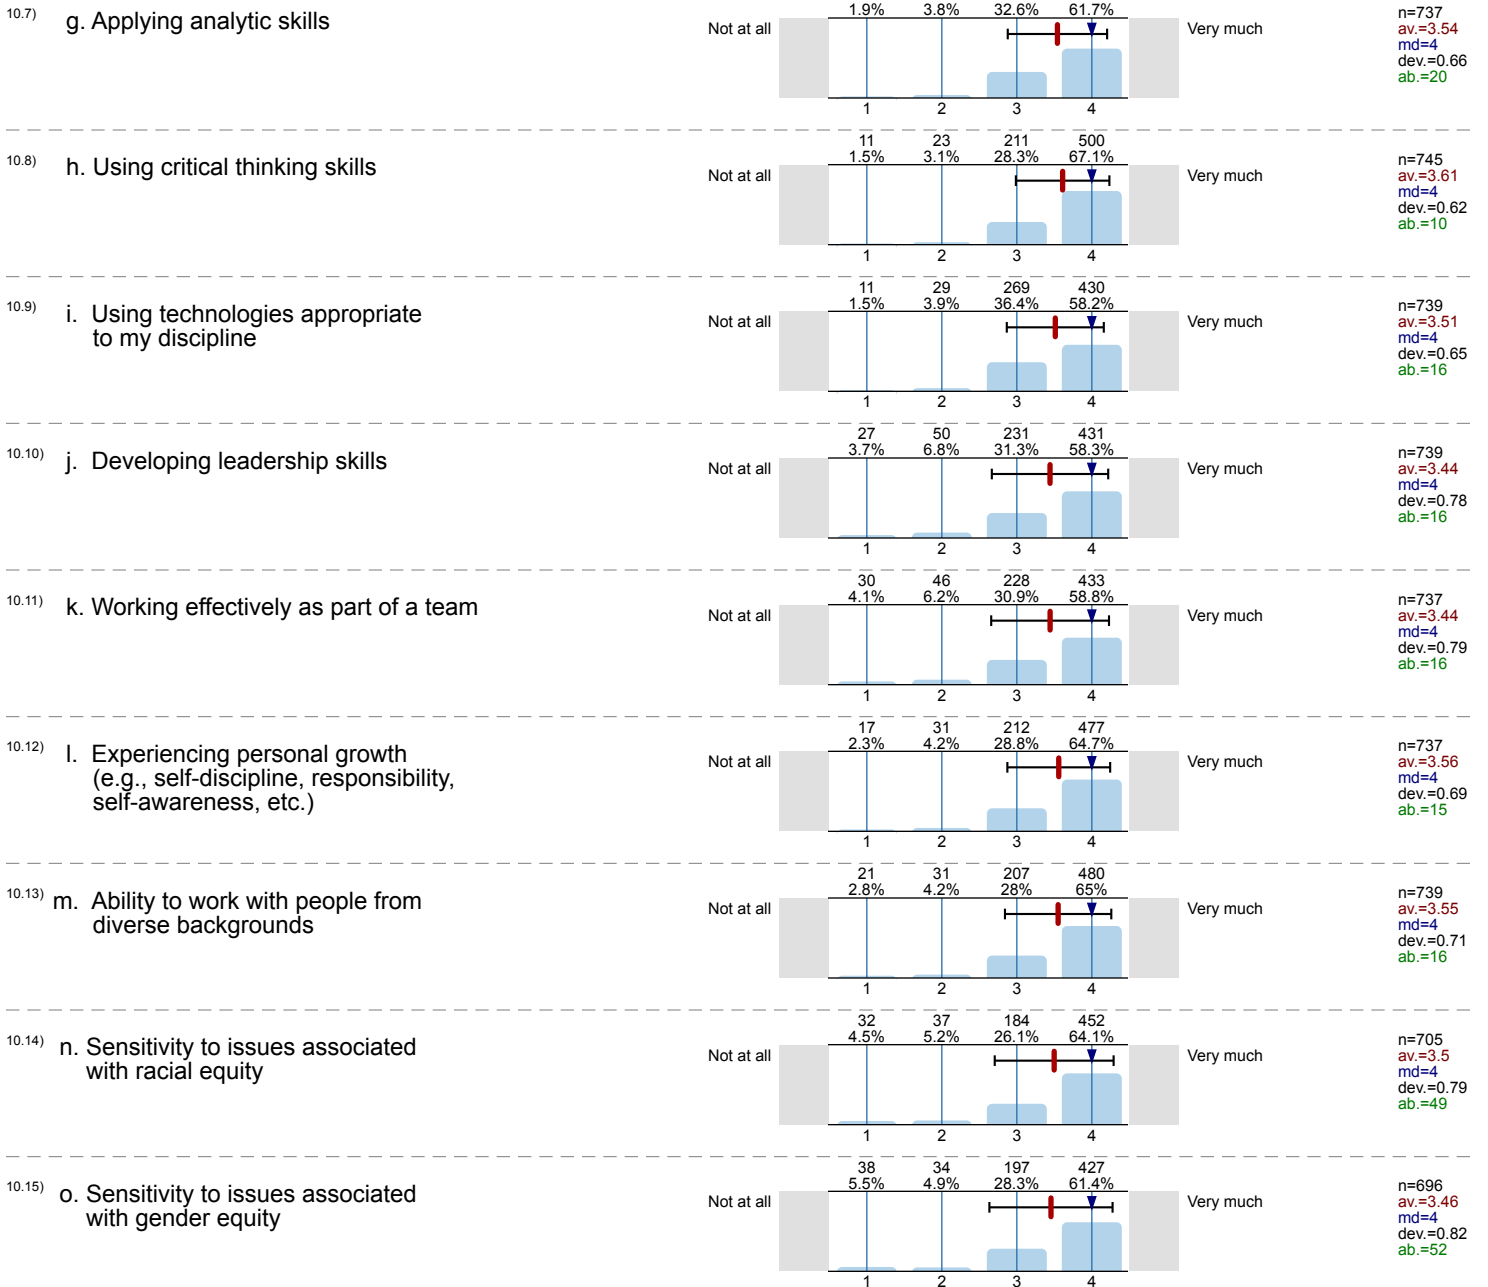 1.9% 3.8% 32.6% 61.7%
10.7) g. Applying analytic skills
Not at all Very much
n=737
av.=3.54
md=4
dev.=0.66
ab.=20
1 2 3 4
11 23 211 500
1.5% 3.1% 28.3% 67.1%
10.8) h. Using critical thinking skills
Not at all Very much
n=745
av.=3.61
md=4
dev.=0.62
ab.=10
1 2 3 4
11 29 269 430
1.5% 3.9% 36.4% 58.2%
10.9) i. Using technologies appropriate
to my discipline
Not at all Very much
n=739
av.=3.51
md=4
dev.=0.65
ab.=16
1 2 3 4
27 50 231 431
3.7% 6.8% 31.3% 58.3%
10.10) j. Developing leadership skills
Not at all Very much
n=739
av.=3.44
md=4
dev.=0.78
ab.=16
1 2 3 4
30 46 228 433
4.1% 6.2% 30.9% 58.8%
10.11) k. Working effectively as part of a team
Not at all Very much
n=737
av.=3.44
md=4
dev.=0.79
ab.=16
1 2 3 4
17 31 212 477
2.3% 4.2% 28.8% 64.7%
10.12) l. Experiencing personal growth
(e.g., self-discipline, responsibility,
self-awareness, etc.)
Not at all Very much
n=737
av.=3.56
md=4
dev.=0.69
ab.=15
1 2 3 4
21 31 207 480
2.8% 4.2% 28% 65%
10.13) m. Ability to work with people from
diverse backgrounds
Not at all Very much
n=739
av.=3.55
md=4
dev.=0.71
ab.=16
1 2 3 4
32 37 184 452
4.5% 5.2% 26.1% 64.1%
10.14) n. Sensitivity to issues associated
with racial equity
Not at all Very much
n=705
av.=3.5
md=4
dev.=0.79
ab.=49
1 2 3 4
38 34 197 427
5.5% 4.9% 28.3% 61.4%
10.15) o. Sensitivity to issues associated
with gender equity
Not at all Very much
n=696
av.=3.46
md=4
dev.=0.82
ab.=52
1 2 3 4